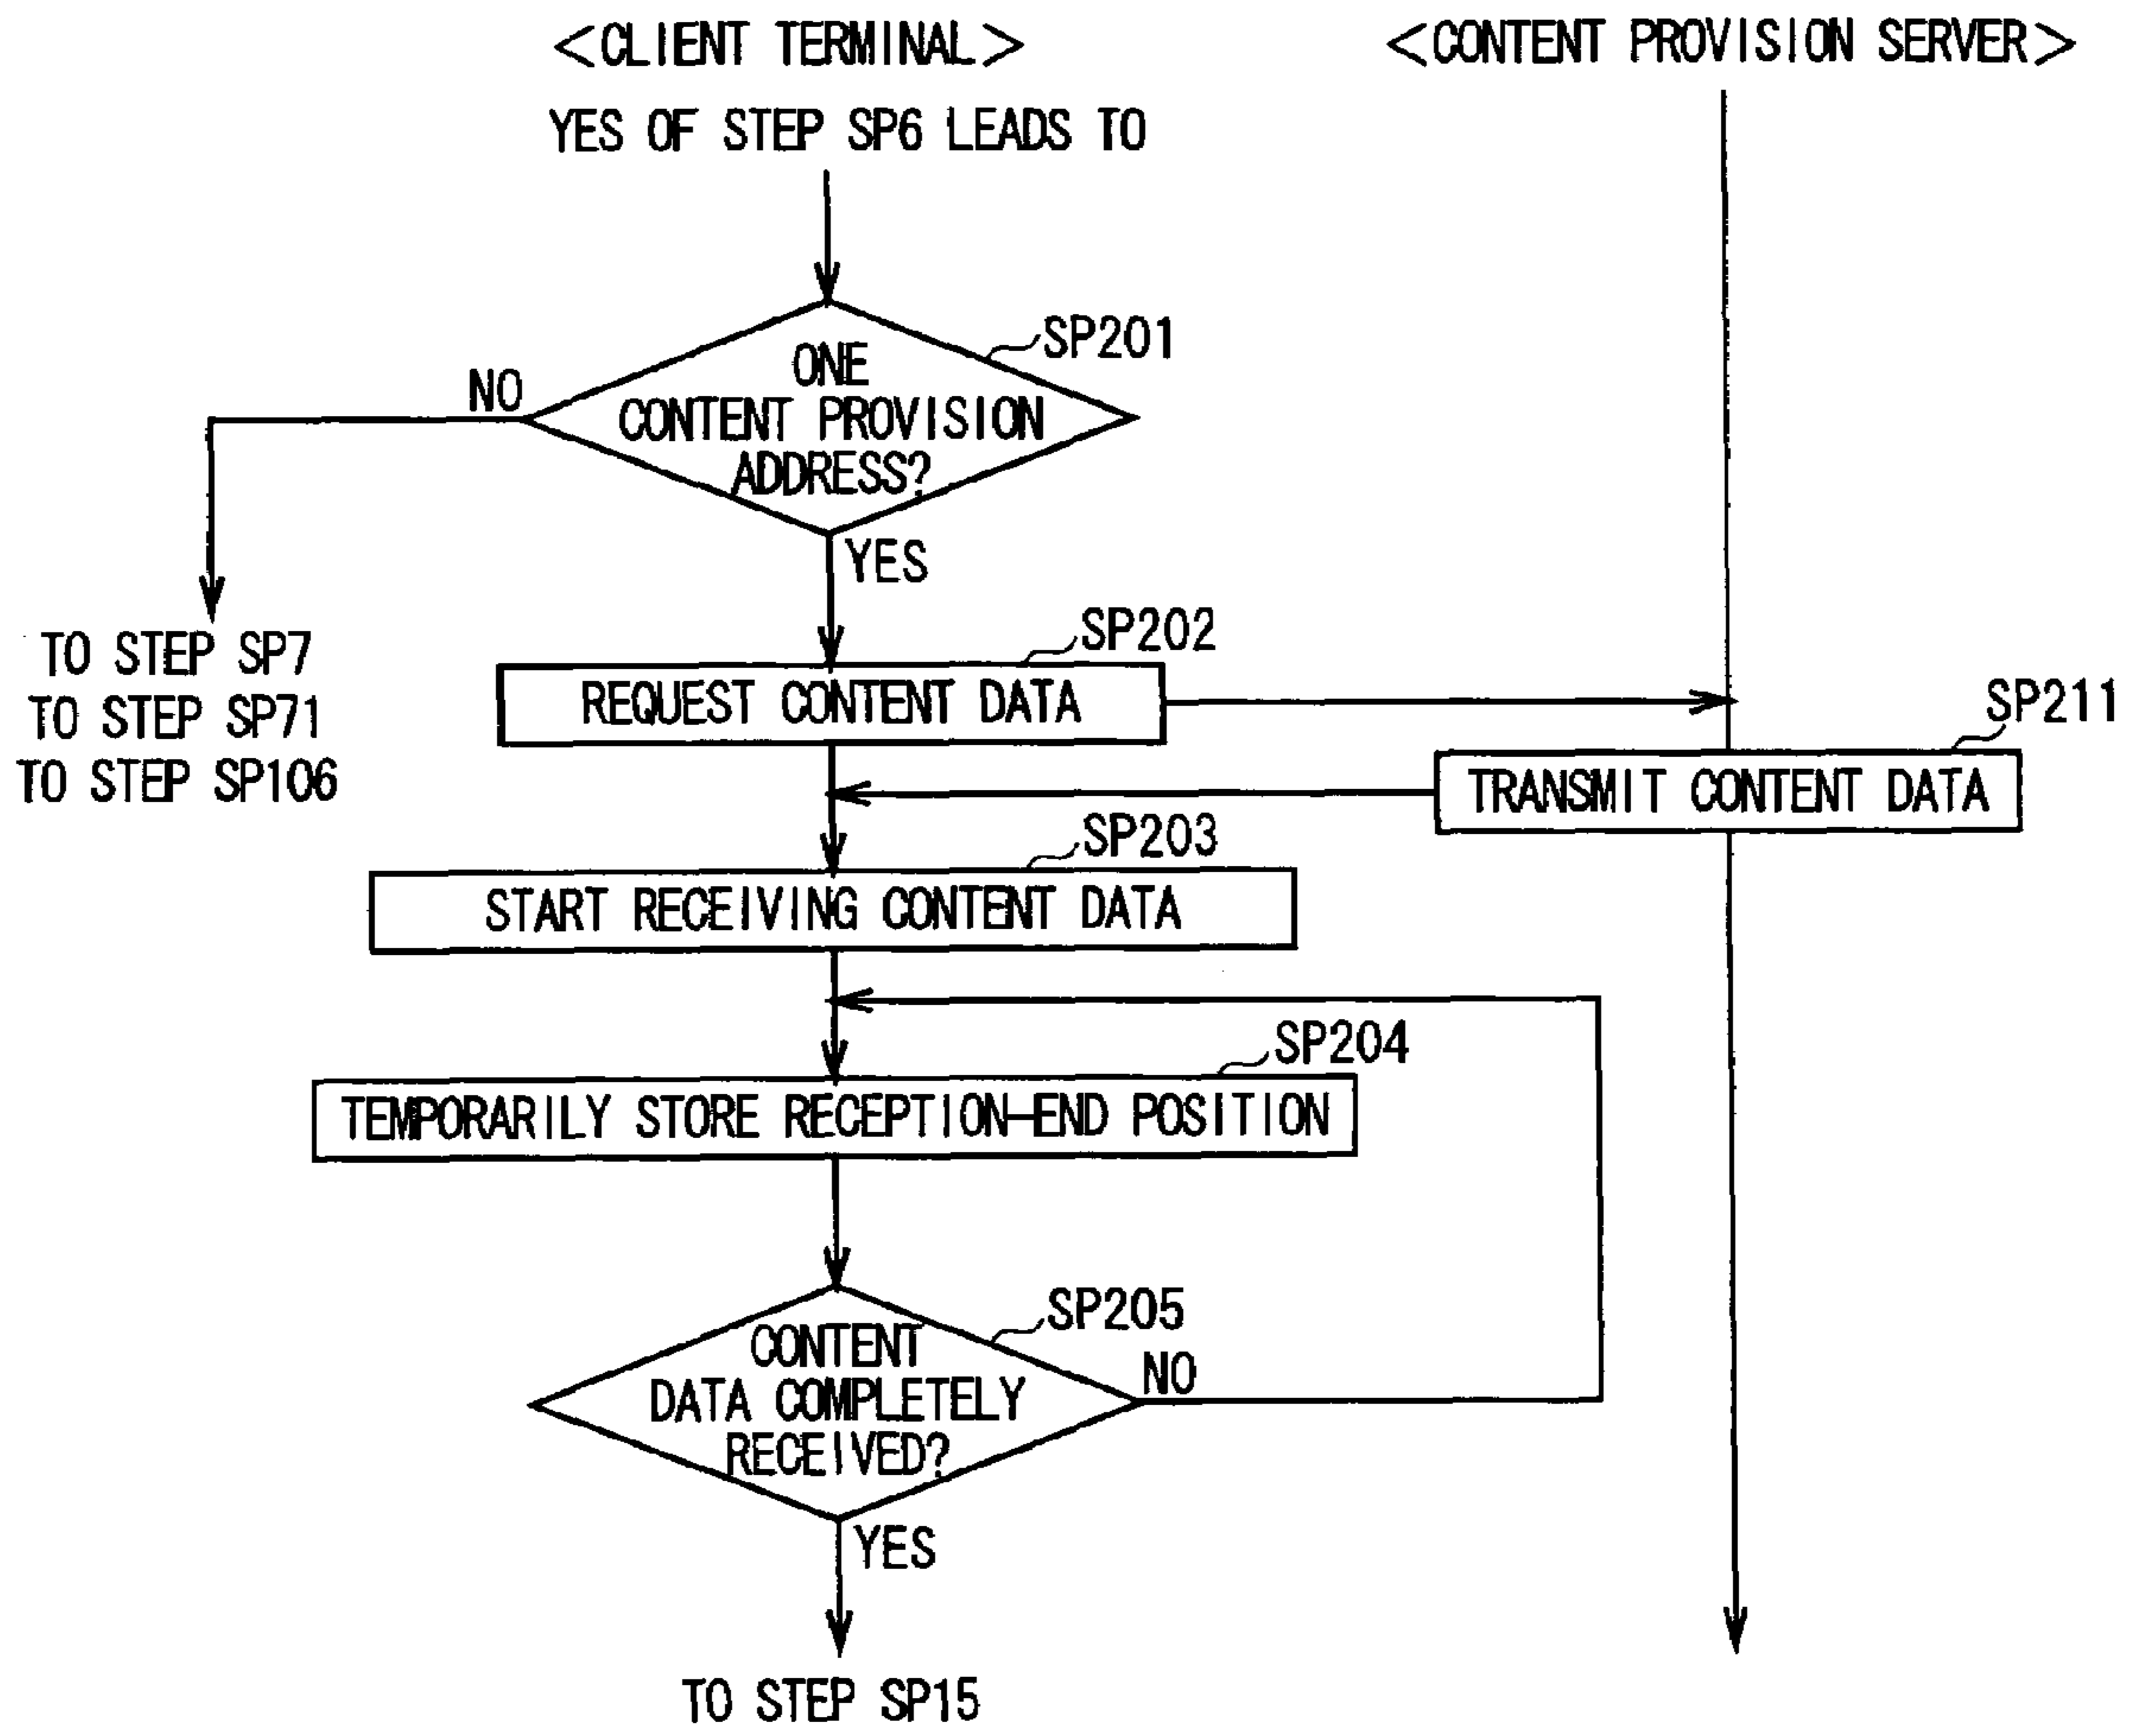 <CLIENT TERMINAL>
<CONTENT PROVISION SERVER>
YES OF STEP SP6 LEADS TO
SP201
ONE
CONTENT PROVISION
ADDRESS?
NO
YES
TO STEP SP7
TO STEP SP71
TO STEP SP106
SP202
REQUEST CONTENT DATA
SP211
TRANSMIT CONTENT DATA
SP203
START RECEIVING CONTENT DATA
SP204
TEMPORARILY STORE RECEPTION-END POSITION
SP205
CONTENT
DATA COMPLETELY
RECEIVED?
NO
YES
TO STEP SP15